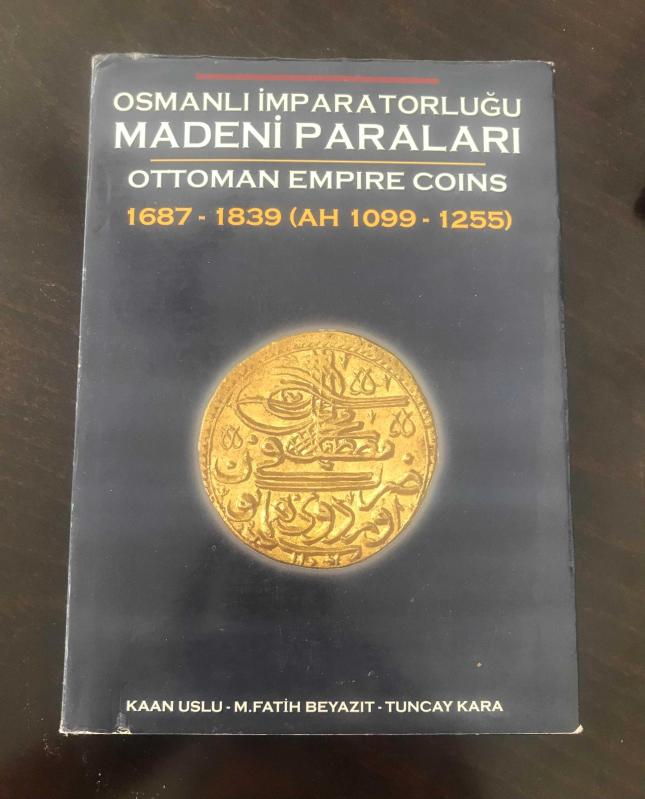 OSMANLI İMPARATORLUĞU
MADENİ PARALARI
OTTOMAN EMPIRE COINS
1687 - 1839 (AH 1099 - 1255)
KAAN USLU - M.FATİH BEYAZIT - TUNCAY KARA